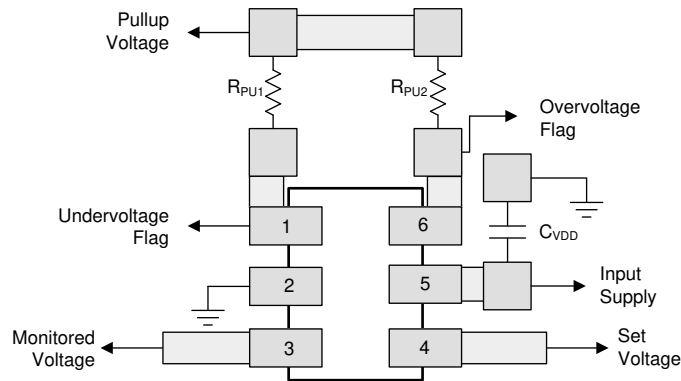 Pullup
Voltage
RPU1
RPU2
Overvoltage
Flag
Undervoltage
Flag
1
6
CVDD
2
5
Input
Supply
Monitored
Voltage
3
4
Set
Voltage